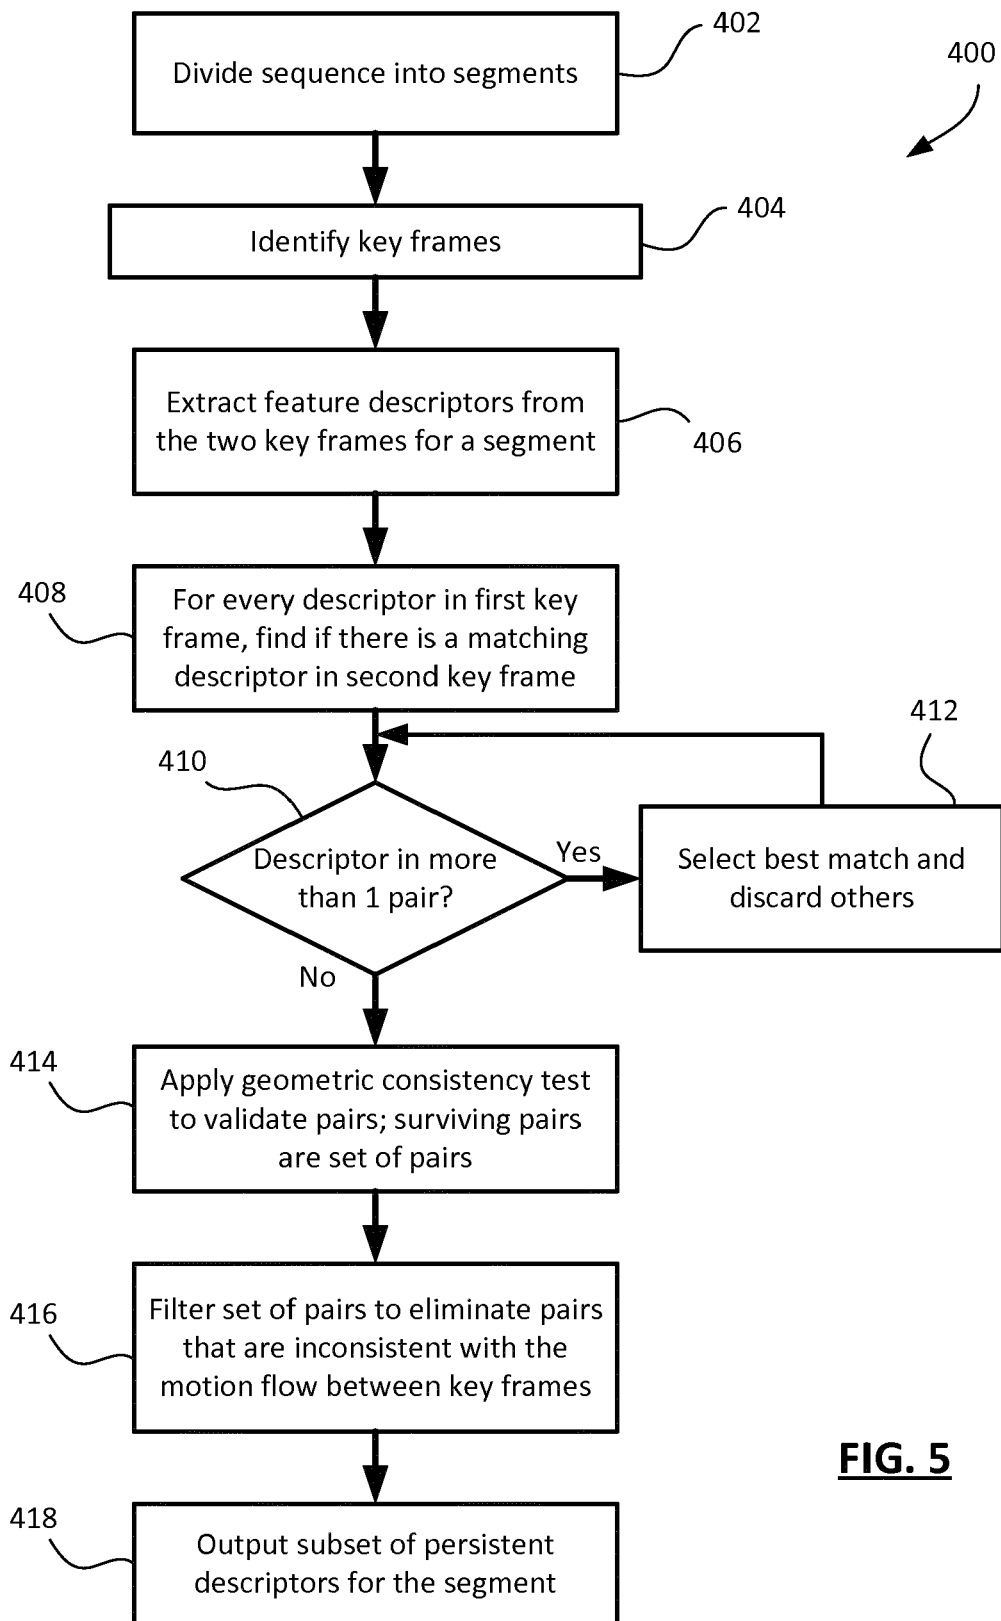 402
Divide sequence into segments
400
404
Identify key frames
Extract feature descriptors from
the two key frames for a segment
406
408
For every descriptor in first key
frame, find if there is a matching
descriptor in second key frame
412
410
Descriptor in more
than 1 pair?
Yes
Select best match and
discard others
No
414
Apply geometric consistency test
to validate pairs; surviving pairs
are set of pairs
416
Filter set of pairs to eliminate pairs
that are inconsistent with the
motion flow between key frames
FIG. 5
418
Output subset of persistent
descriptors for the segment